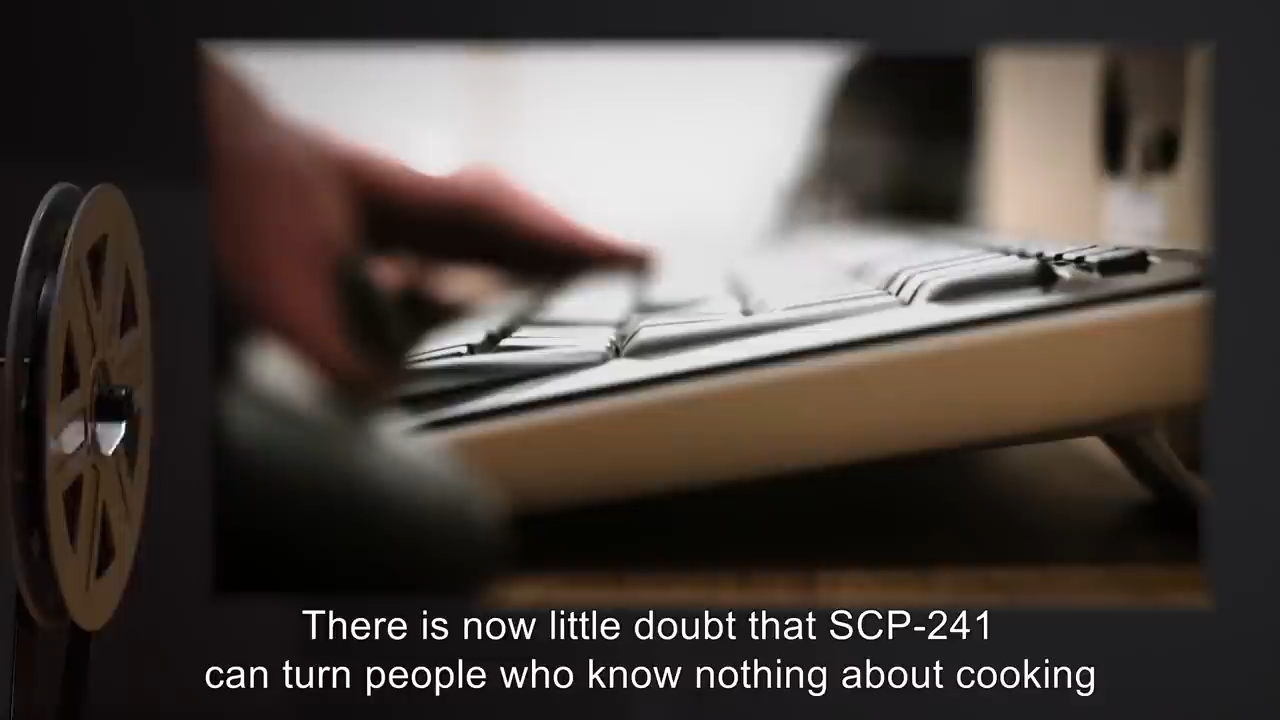 There is now little doubt that SCP-241
can turn people who know nothing about cooking